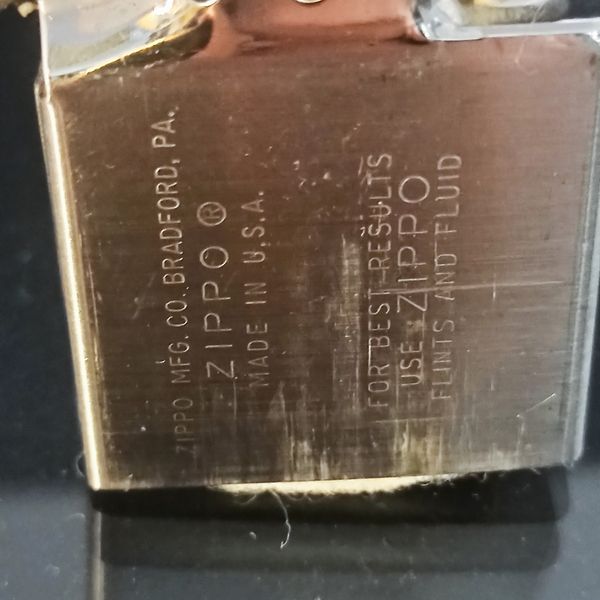 ZIPPO MFG. CO. BRADFORD, PA.
ZIPPO ®
MADE IN U.S.A.
FOR BEST RESULTS
USE ZIPPO
FLINTS AND FLUID